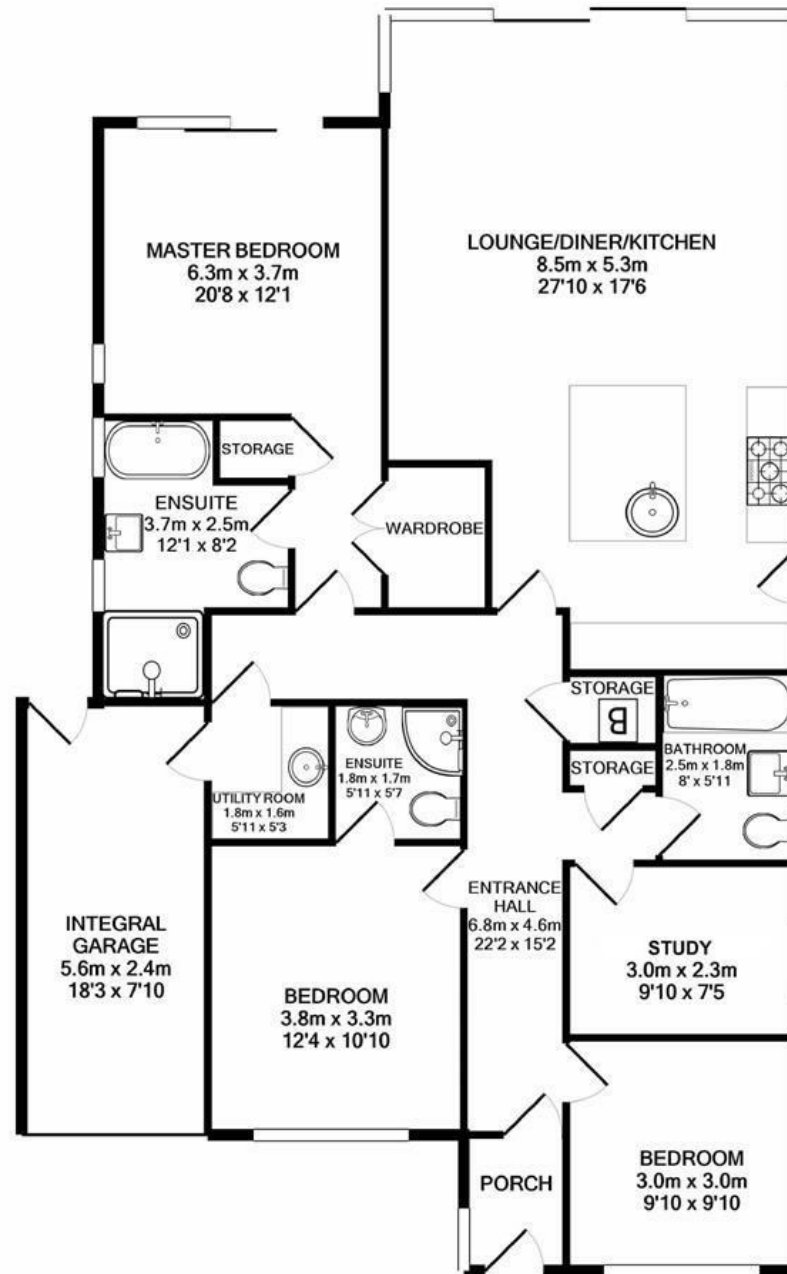 MASTER BEDROOM
6.3m x 3.7m
20'8 x 12'1
LOUNGE/DINER/KITCHEN
8.5m x 5.3m
27'10 x 17'6
STORAGE
ENSUITE
3.7m x 2.5m
12'1 x 8'2
WARDROBE
STORAGE
B
STORAGE
BATHROOM
2.5m x 1.8m
8' x 5'11
ENSUITE
1.8m x 1.7m
5'11 x 5'7
UTILITY ROOM
1.8m x 1.6m
5'11 x 5'3
ENTRANCE
HALL
6.8m x 4.6m
22'2 x 15'2
INTEGRAL
GARAGE
5.6m x 2.4m
18'3 x 7'10
STUDY
3.0m x 2.3m
9'10 x 7'5
BEDROOM
3.8m x 3.3m
12'4 x 10'10
PORCH
BEDROOM
3.0m x 3.0m
9'10 x 9'10